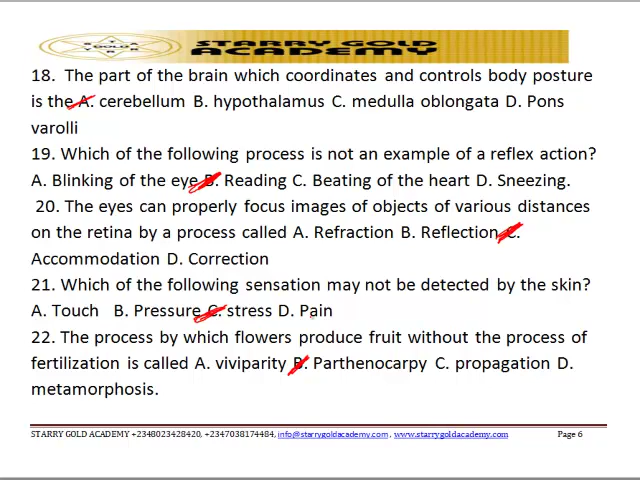 STARRY GOLD
ACADEMY
18. The part of the brain which coordinates and controls body posture
is the A. cerebellum B. hypothalamus C. medulla oblongata D. Pons
varolli
19. Which of the following process is not an example of a reflex action?
A. Blinking of the eye B. Reading C. Beating of the heart D. Sneezing.
20. The eyes can properly focus images of objects of various distances
on the retina by a process called A. Refraction B. Reflection C.
Accommodation D. Correction
21. Which of the following sensation may not be detected by the skin?
A. Touch B. Pressure C. stress D. Pain
22. The process by which flowers produce fruit without the process of
fertilization is called A. viviparity B. Parthenocarpy C. propagation D.
metamorphosis.
STARRY GOLD ACADEMY +2348023428420, +2347038174484, info@starrygoldacademy.com , www.starrygoldacademy.com Page 6